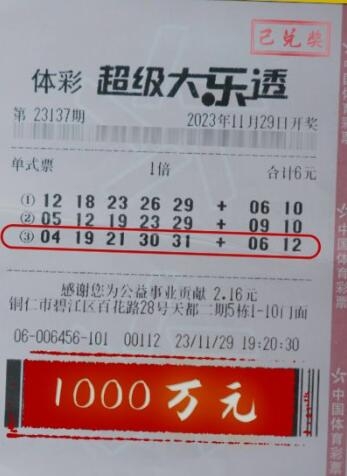 已兑奖
体彩 超级大乐透
第 23137期 2023年11月29日开奖
单式票 1倍 合计6元
① 12 18 23 26 29 + 06 10
② 05 12 19 23 29 + 09 10
③ 04 19 21 30 31 + 06 12
感谢您为公益事业贡献 2.16元
铜仁市碧江区百花路28号天都二期5栋1-10门面
06-006456-101 00112 23/11/29 19:20:30
1000万元
中国体育彩票
中国体育彩票